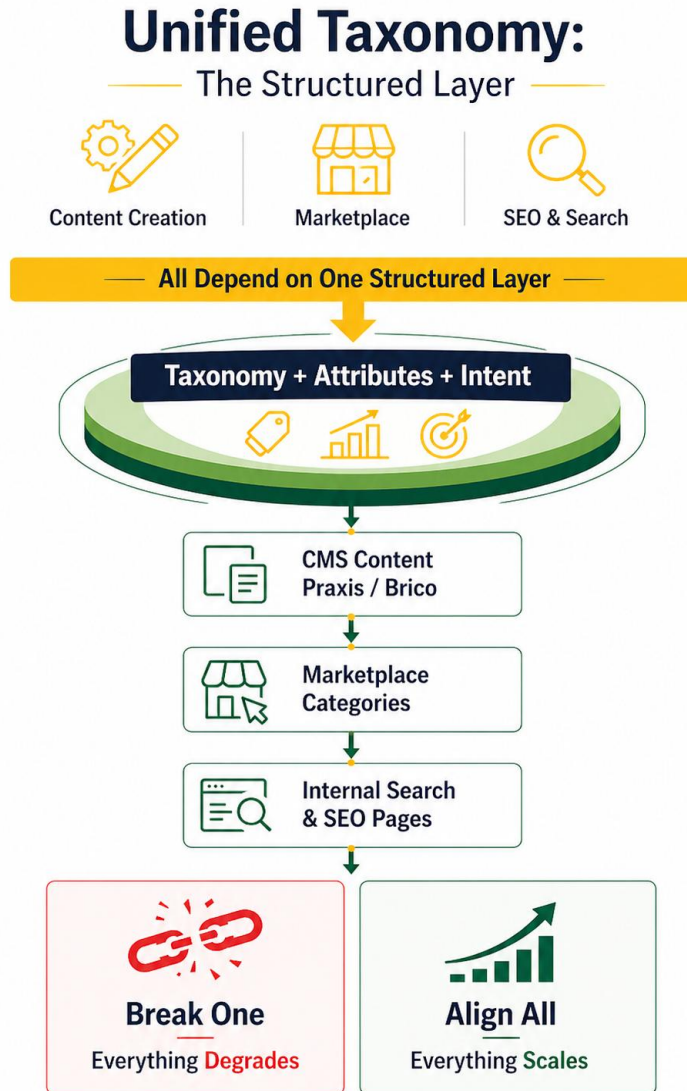 Unified Taxonomy:
The Structured Layer
Content Creation
Marketplace
SEO & Search
All Depend on One Structured Layer
Taxonomy + Attributes + Intent
CMS Content
Praxis / Brico
Marketplace
Categories
Internal Search
& SEO Pages
Break One
Everything Degrades
Align All
Everything Scales